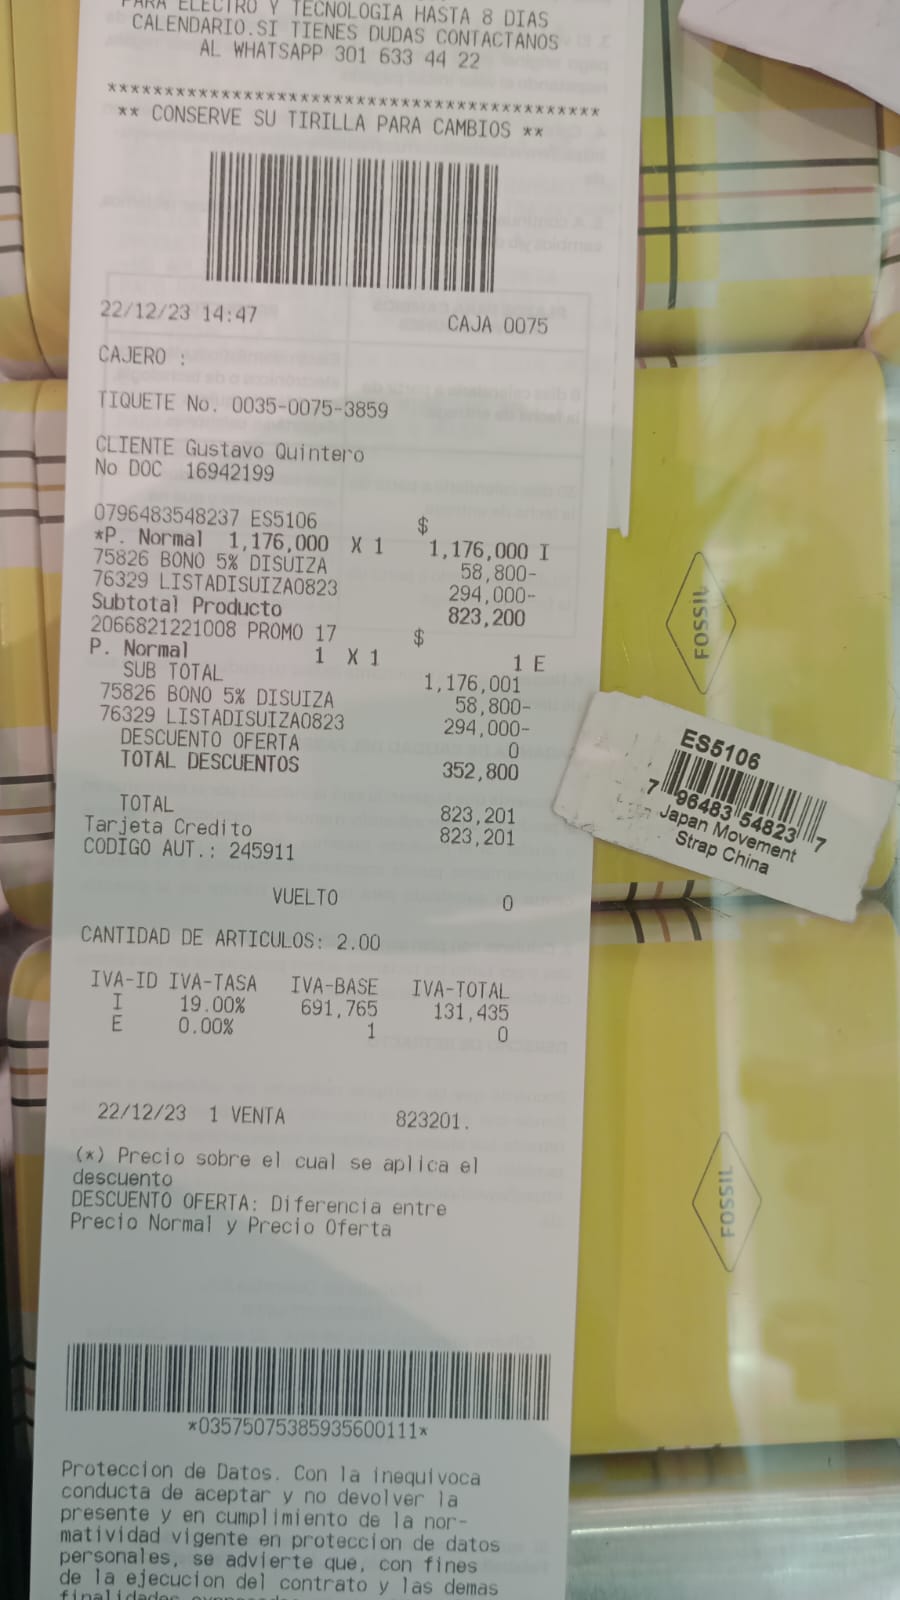 PARA ELECTRO Y TECNOLOGIA HASTA 8 DIAS
CALENDARIO.SI TIENES DUDAS CONTACTANOS
AL WHATSAPP 301 633 44 22
*******************************************
** CONSERVE SU TIRILLA PARA CAMBIOS **
22/12/23 14:47 CAJA 0075
CAJERO :
TIQUETE No. 0035-0075-3859
CLIENTE Gustavo Quintero
No DOC 16942199
0796483548237 ES5106 $
*P. Normal 1,176,000 X 1 1,176,000 I
75826 BONO 5% DISUIZA 58,800-
76329 LISTADISUIZA0823 294,000-
Subtotal Producto 823,200
2066821221008 PROMO 17 $
P. Normal 1 X 1 1 E
SUB TOTAL 1,176,001
75826 BONO 5% DISUIZA 58,800-
76329 LISTADISUIZA0823 294,000-
DESCUENTO OFERTA 0
TOTAL DESCUENTOS 352,800
TOTAL 823,201
Tarjeta Credito 823,201
CODIGO AUT.: 245911
VUELTO 0
CANTIDAD DE ARTICULOS: 2.00
IVA-ID IVA-TASA IVA-BASE IVA-TOTAL
I 19.00% 691,765 131,435
E 0.00% 1 0
22/12/23 1 VENTA 823201.
(*) Precio sobre el cual se aplica el
descuento
DESCUENTO OFERTA: Diferencia entre
Precio Normal y Precio Oferta
*03575075385935600111*
Proteccion de Datos. Con la inequivoca
conducta de aceptar y no devolver la
presente y en cumplimiento de la nor-
matividad vigente en proteccion de datos
personales, se advierte que, con fines
de la ejecucion del contrato y las demas
finalidades
FOSSIL
ES5106
7 96483 54823 7
Japan Movement
Strap China
FOSSIL